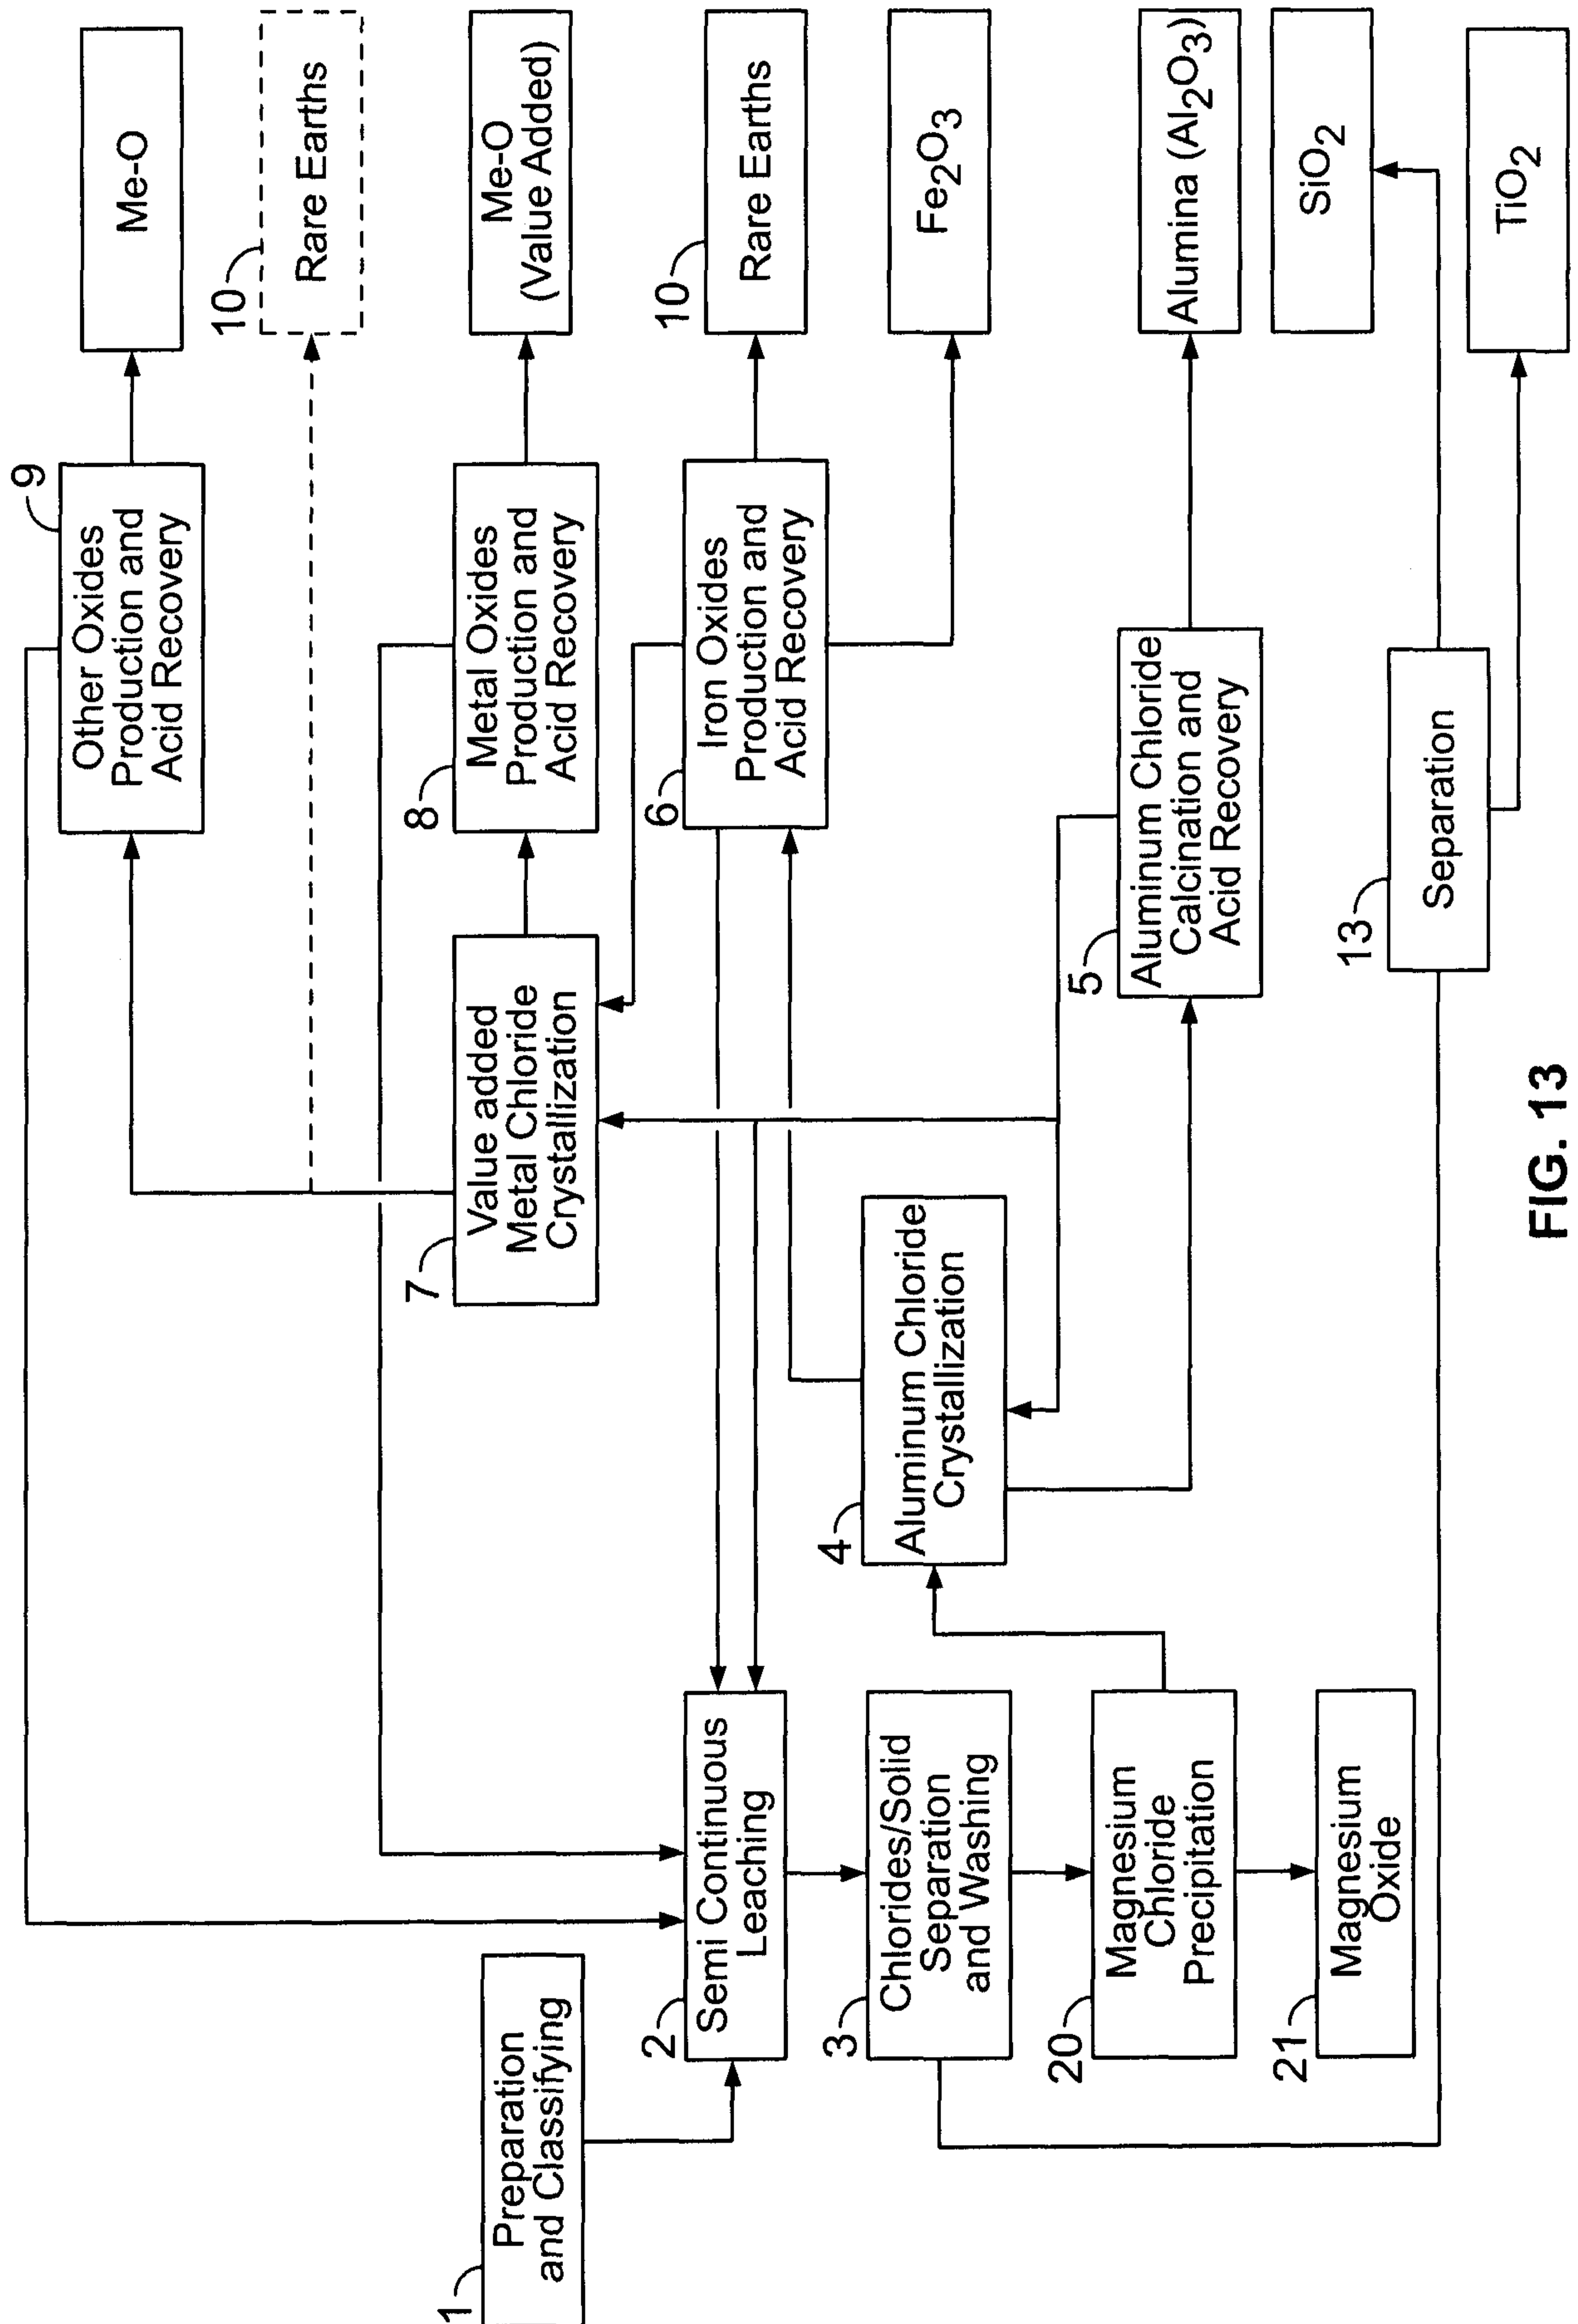 1
Preparation
and Classifying
2
Semi Continuous
Leaching
3
Chlorides/Solid
Separation
and Washing
20
Magnesium
Chloride
Precipitation
21
Magnesium
Oxide
4
Aluminum Chloride
Crystallization
7
Value added
Metal Chloride
Crystallization
9
Other Oxides
Production and
Acid Recovery
8
Metal Oxides
Production and
Acid Recovery
6
Iron Oxides
Production and
Acid Recovery
5
Aluminum Chloride
Calcination and
Acid Recovery
13
Separation
Me-O
10
Rare Earths
Me-O
(Value Added)
10
Rare Earths
Fe2O3
Alumina (Al2O3)
SiO2
TiO2
FIG. 13